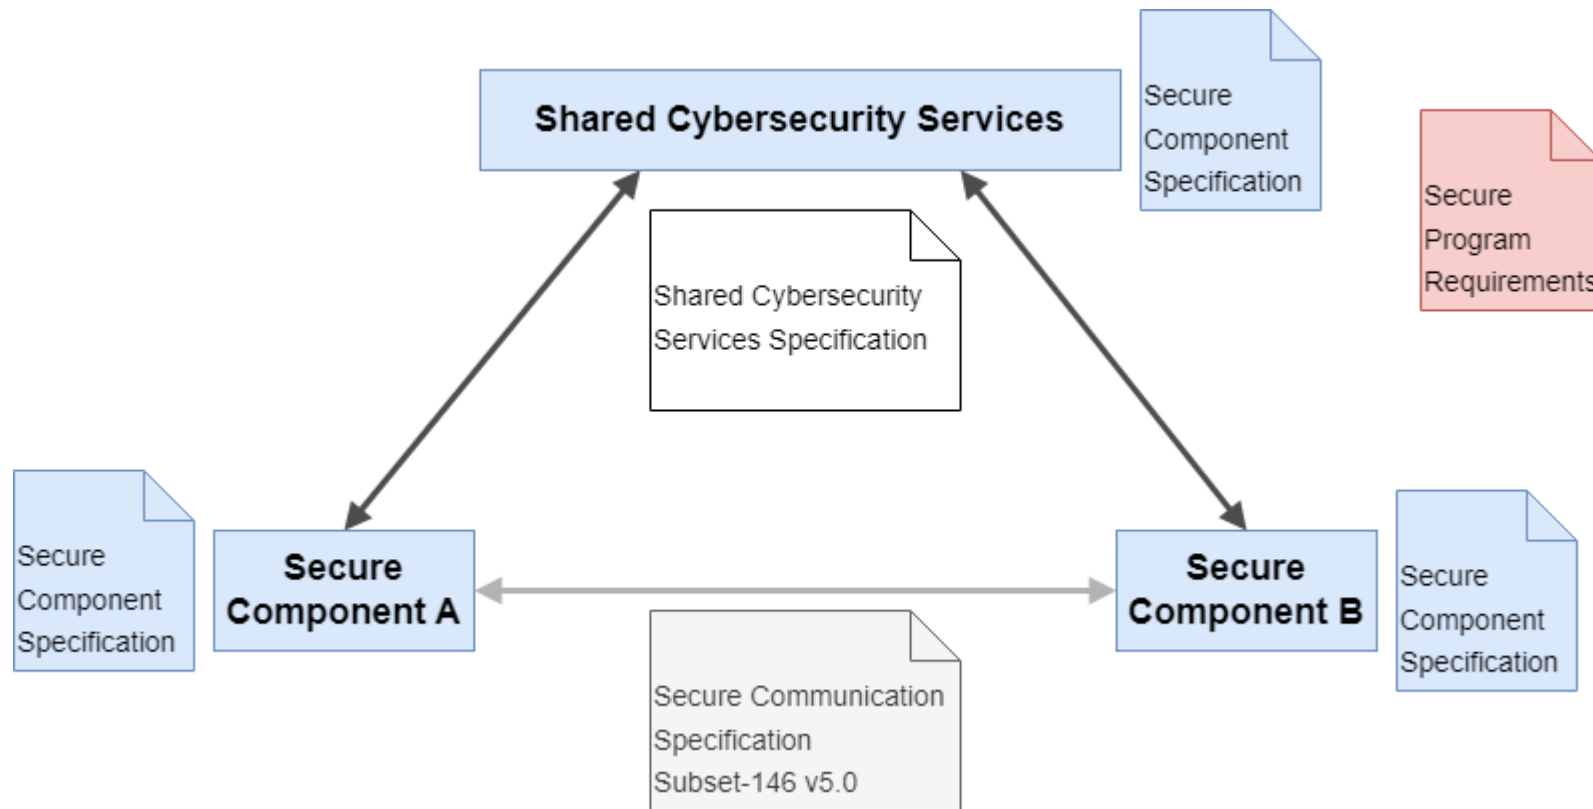 Shared Cybersecurity Services
Secure
Component
Specification
Secure
Program
Requirements
Shared Cybersecurity
Services Specification
Secure
Component
Specification
Secure
Component A
Secure
Component B
Secure
Component
Specification
Secure Communication
Specification
Subset-146 v5.0